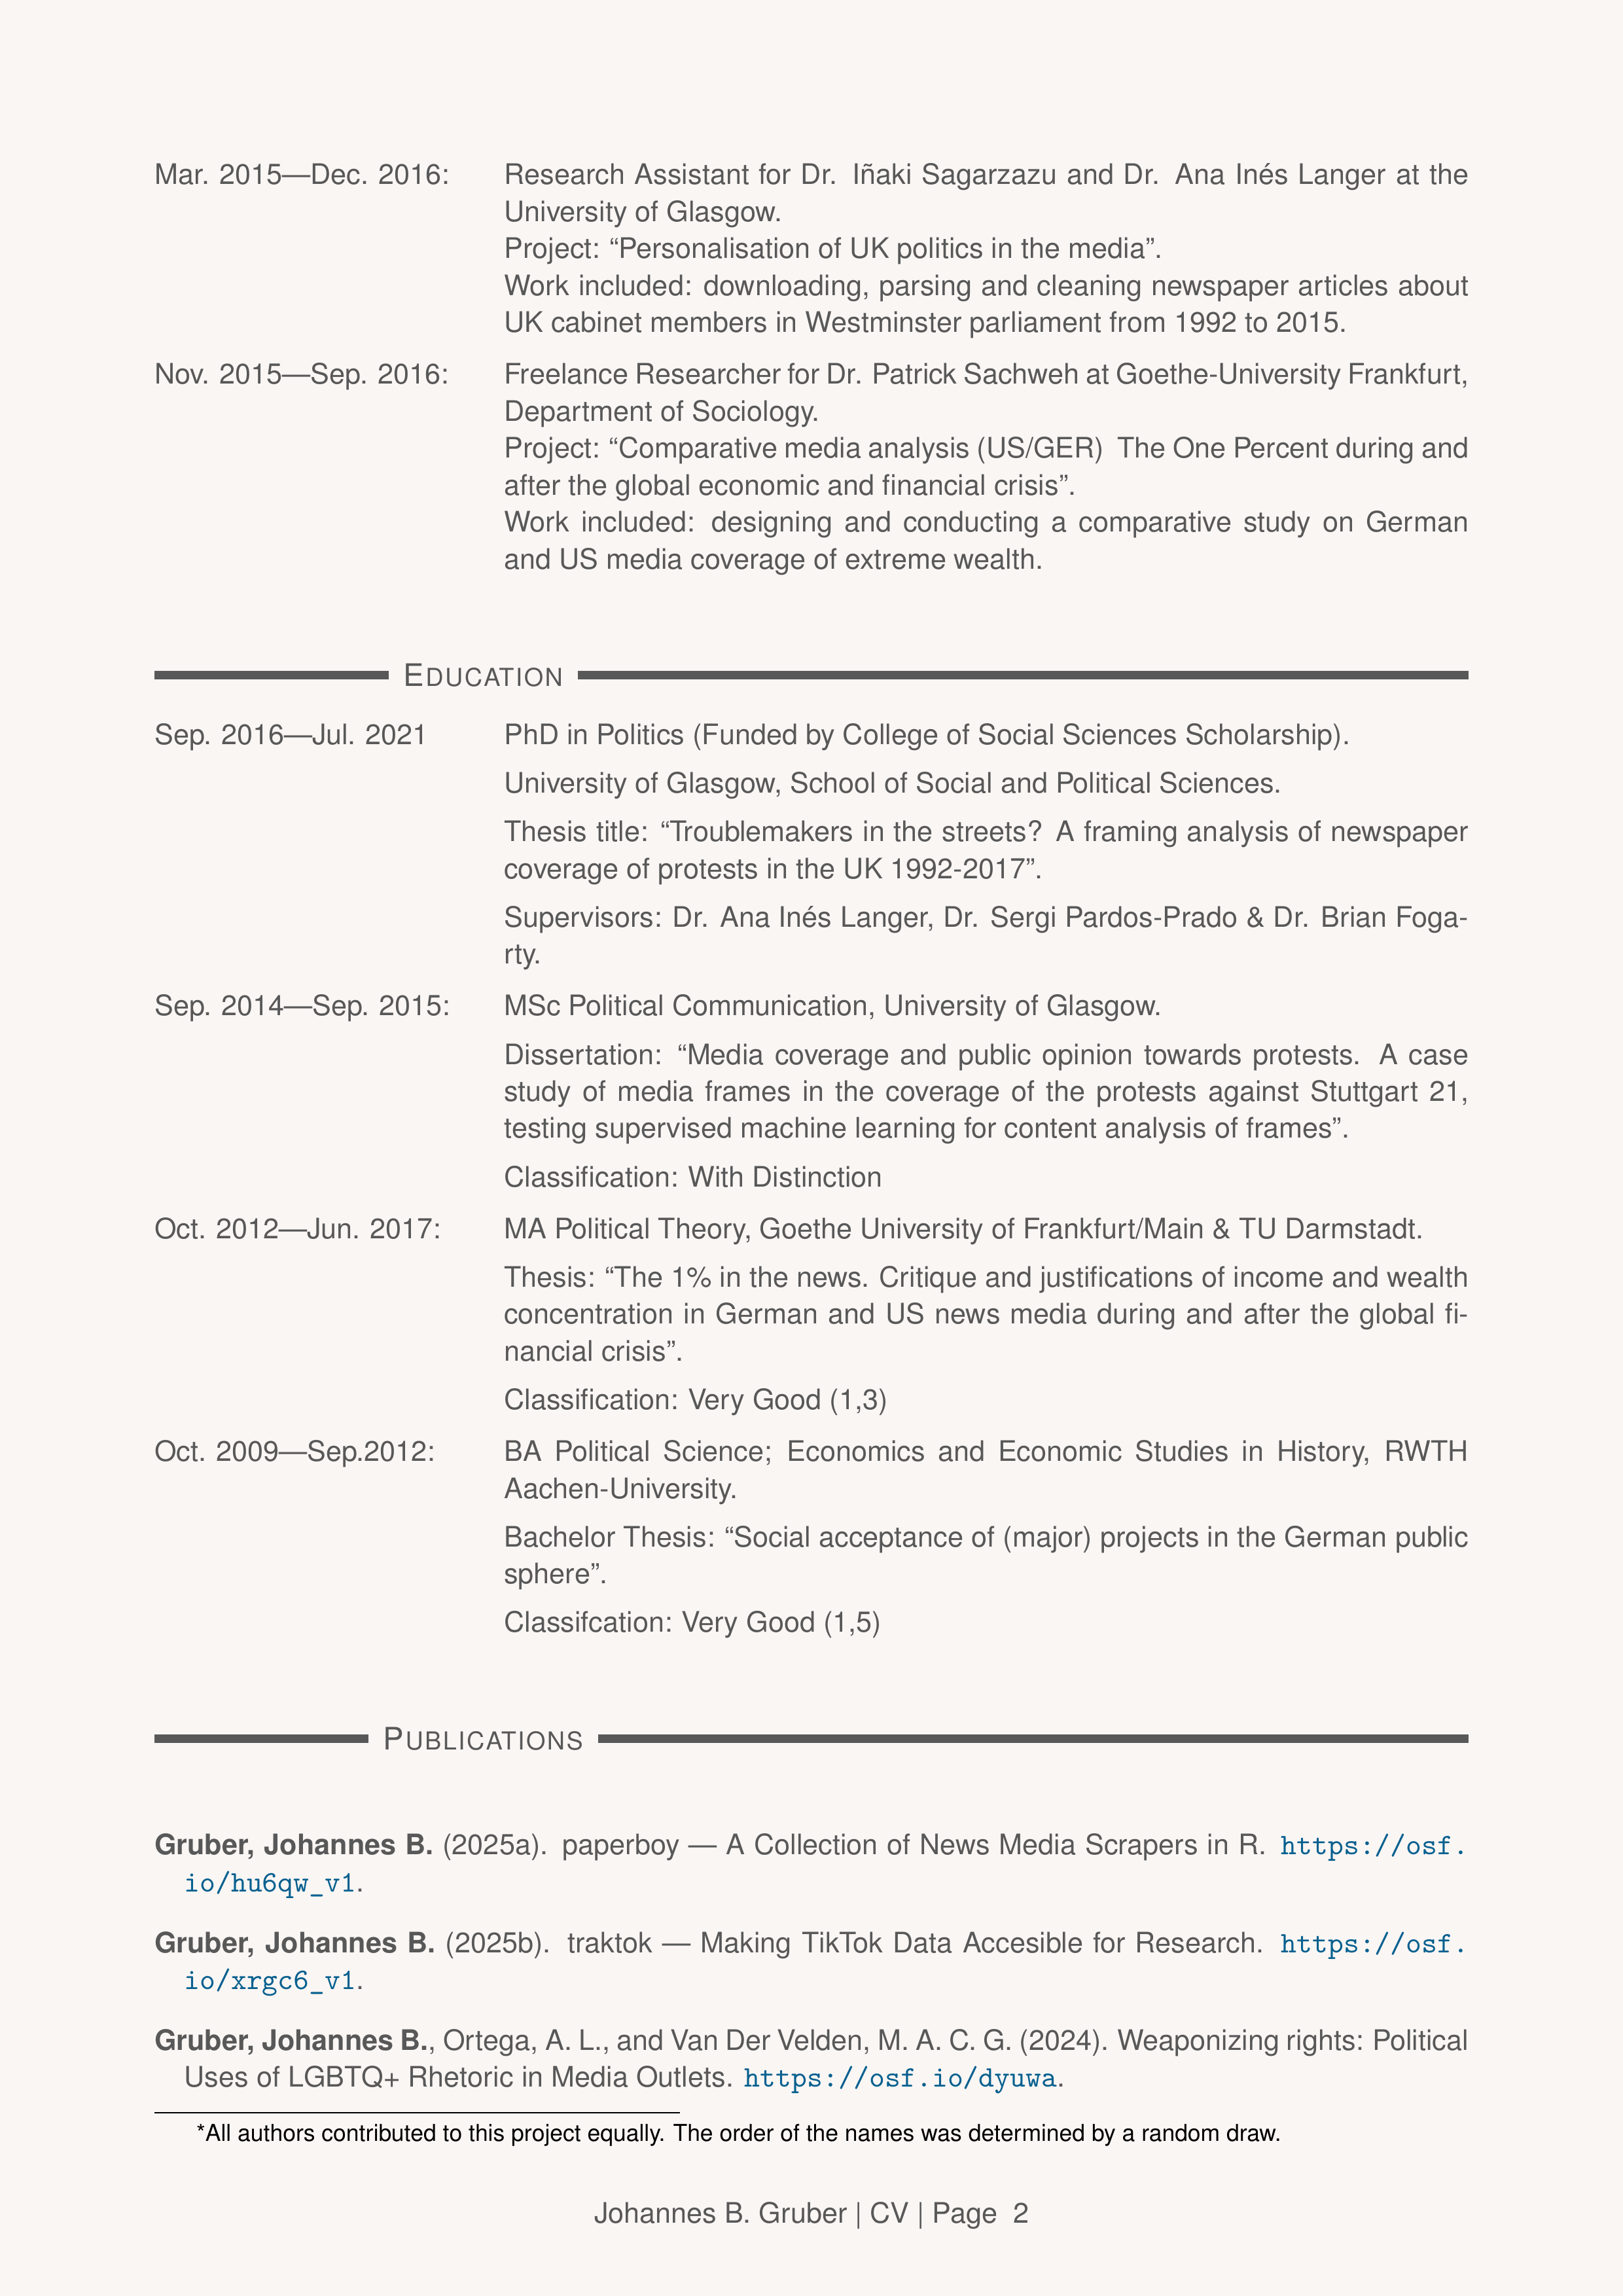 Mar. 2015—Dec. 2016: Research Assistant for Dr. Iñaki Sagarzazu and Dr. Ana Inés Langer at the
University of Glasgow.
Project: “Personalisation of UK politics in the media”.
Work included: downloading, parsing and cleaning newspaper articles about
UK cabinet members in Westminster parliament from 1992 to 2015.
Nov. 2015—Sep. 2016: Freelance Researcher for Dr. Patrick Sachweh at Goethe-University Frankfurt,
Department of Sociology.
Project: “Comparative media analysis (US/GER) The One Percent during and
after the global economic and financial crisis”.
Work included: designing and conducting a comparative study on German
and US media coverage of extreme wealth.
EDUCATION
Sep. 2016—Jul. 2021 PhD in Politics (Funded by College of Social Sciences Scholarship).
University of Glasgow, School of Social and Political Sciences.
Thesis title: “Troublemakers in the streets? A framing analysis of newspaper
coverage of protests in the UK 1992-2017”.
Supervisors: Dr. Ana Inés Langer, Dr. Sergi Pardos-Prado & Dr. Brian Foga-
rty.
Sep. 2014—Sep. 2015: MSc Political Communication, University of Glasgow.
Dissertation: “Media coverage and public opinion towards protests. A case
study of media frames in the coverage of the protests against Stuttgart 21,
testing supervised machine learning for content analysis of frames”.
Classification: With Distinction
Oct. 2012—Jun. 2017: MA Political Theory, Goethe University of Frankfurt/Main & TU Darmstadt.
Thesis: “The 1% in the news. Critique and justifications of income and wealth
concentration in German and US news media during and after the global fi-
nancial crisis”.
Classification: Very Good (1,3)
Oct. 2009—Sep.2012: BA Political Science; Economics and Economic Studies in History, RWTH
Aachen-University.
Bachelor Thesis: “Social acceptance of (major) projects in the German public
sphere”.
Classifcation: Very Good (1,5)
PUBLICATIONS
Gruber, Johannes B. (2025a). paperboy — A Collection of News Media Scrapers in R. https://osf.
io/hu6qw_v1.
Gruber, Johannes B. (2025b). traktok — Making TikTok Data Accesible for Research. https://osf.
io/xrgc6_v1.
Gruber, Johannes B., Ortega, A. L., and Van Der Velden, M. A. C. G. (2024). Weaponizing rights: Political
Uses of LGBTQ+ Rhetoric in Media Outlets. https://osf.io/dyuwa.
*All authors contributed to this project equally. The order of the names was determined by a random draw.
Johannes B. Gruber | CV | Page 2